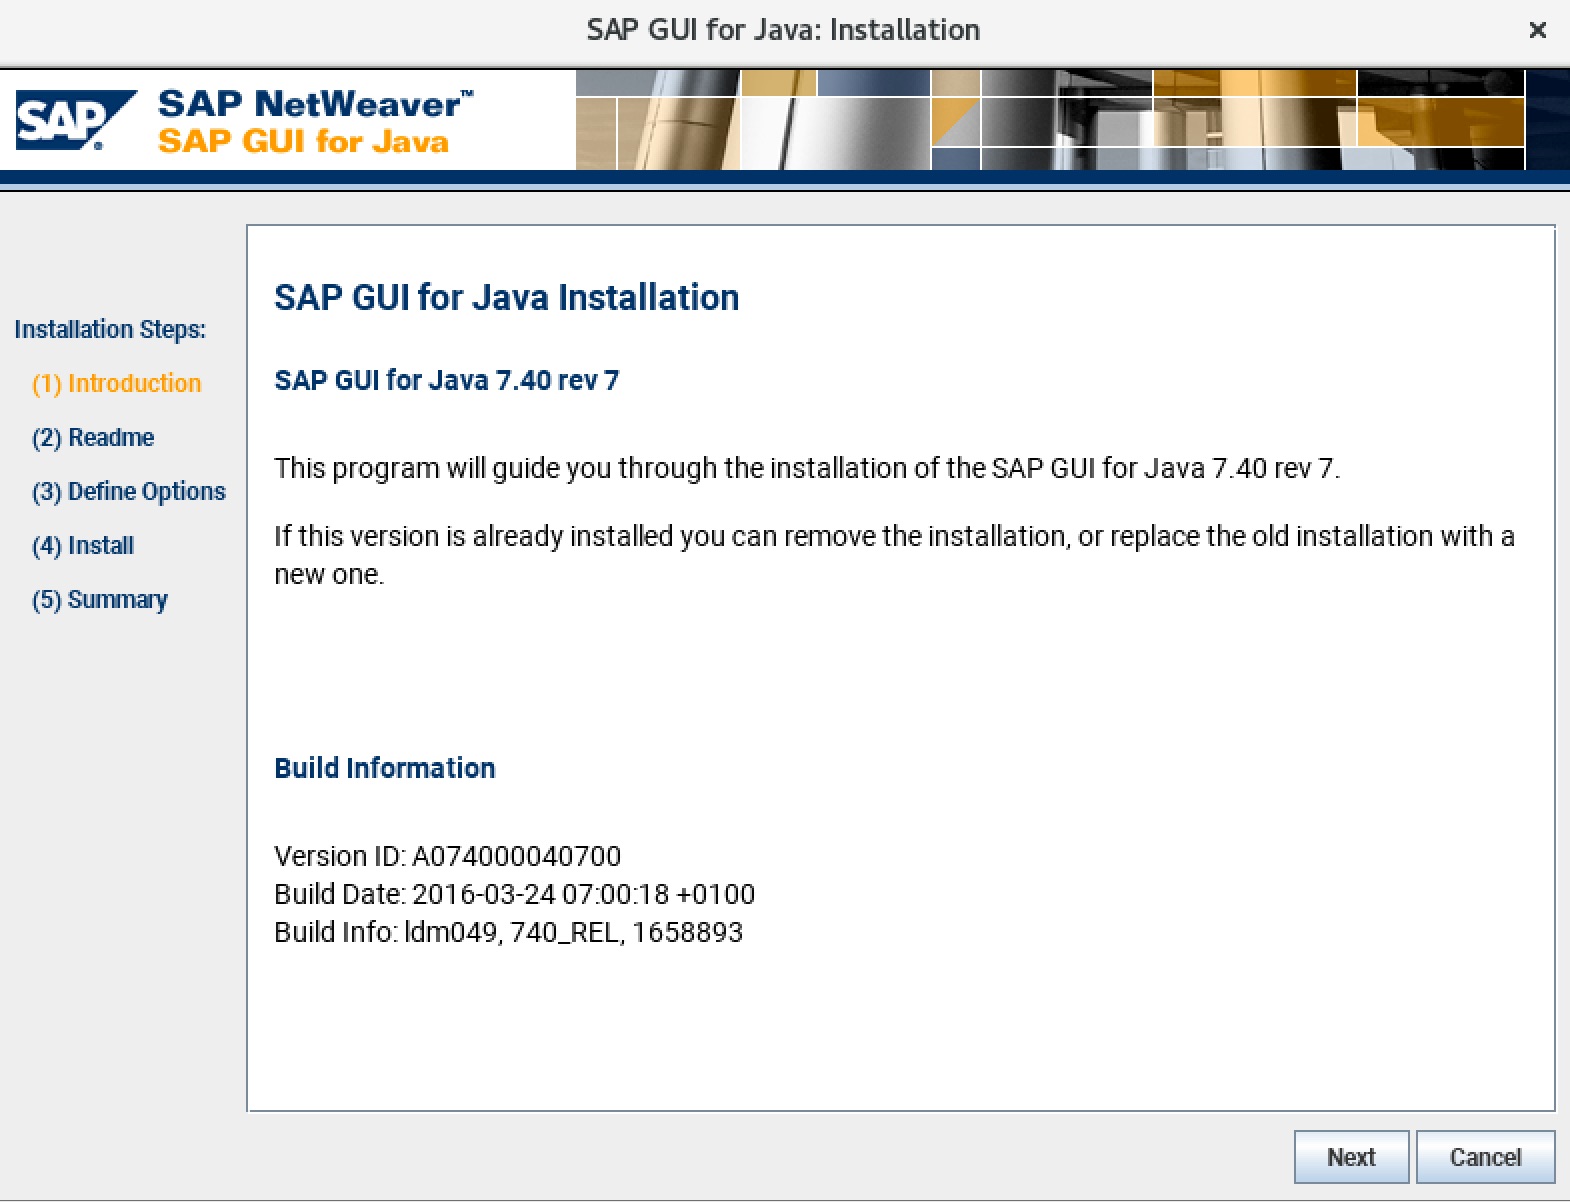 SAP GUI for Java: Installation
SAP
SAP NetWeaver™
SAP GUI for Java
Installation Steps:
(1) Introduction
(2) Readme
(3) Define Options
(4) Install
(5) Summary
SAP GUI for Java Installation
SAP GUI for Java 7.40 rev 7
This program will guide you through the installation of the SAP GUI for Java 7.40 rev 7.
If this version is already installed you can remove the installation, or replace the old installation with a
new one.
Build Information
Version ID: A074000040700
Build Date: 2016-03-24 07:00:18 +0100
Build Info: ldm049, 740_REL, 1658893
Next
Cancel